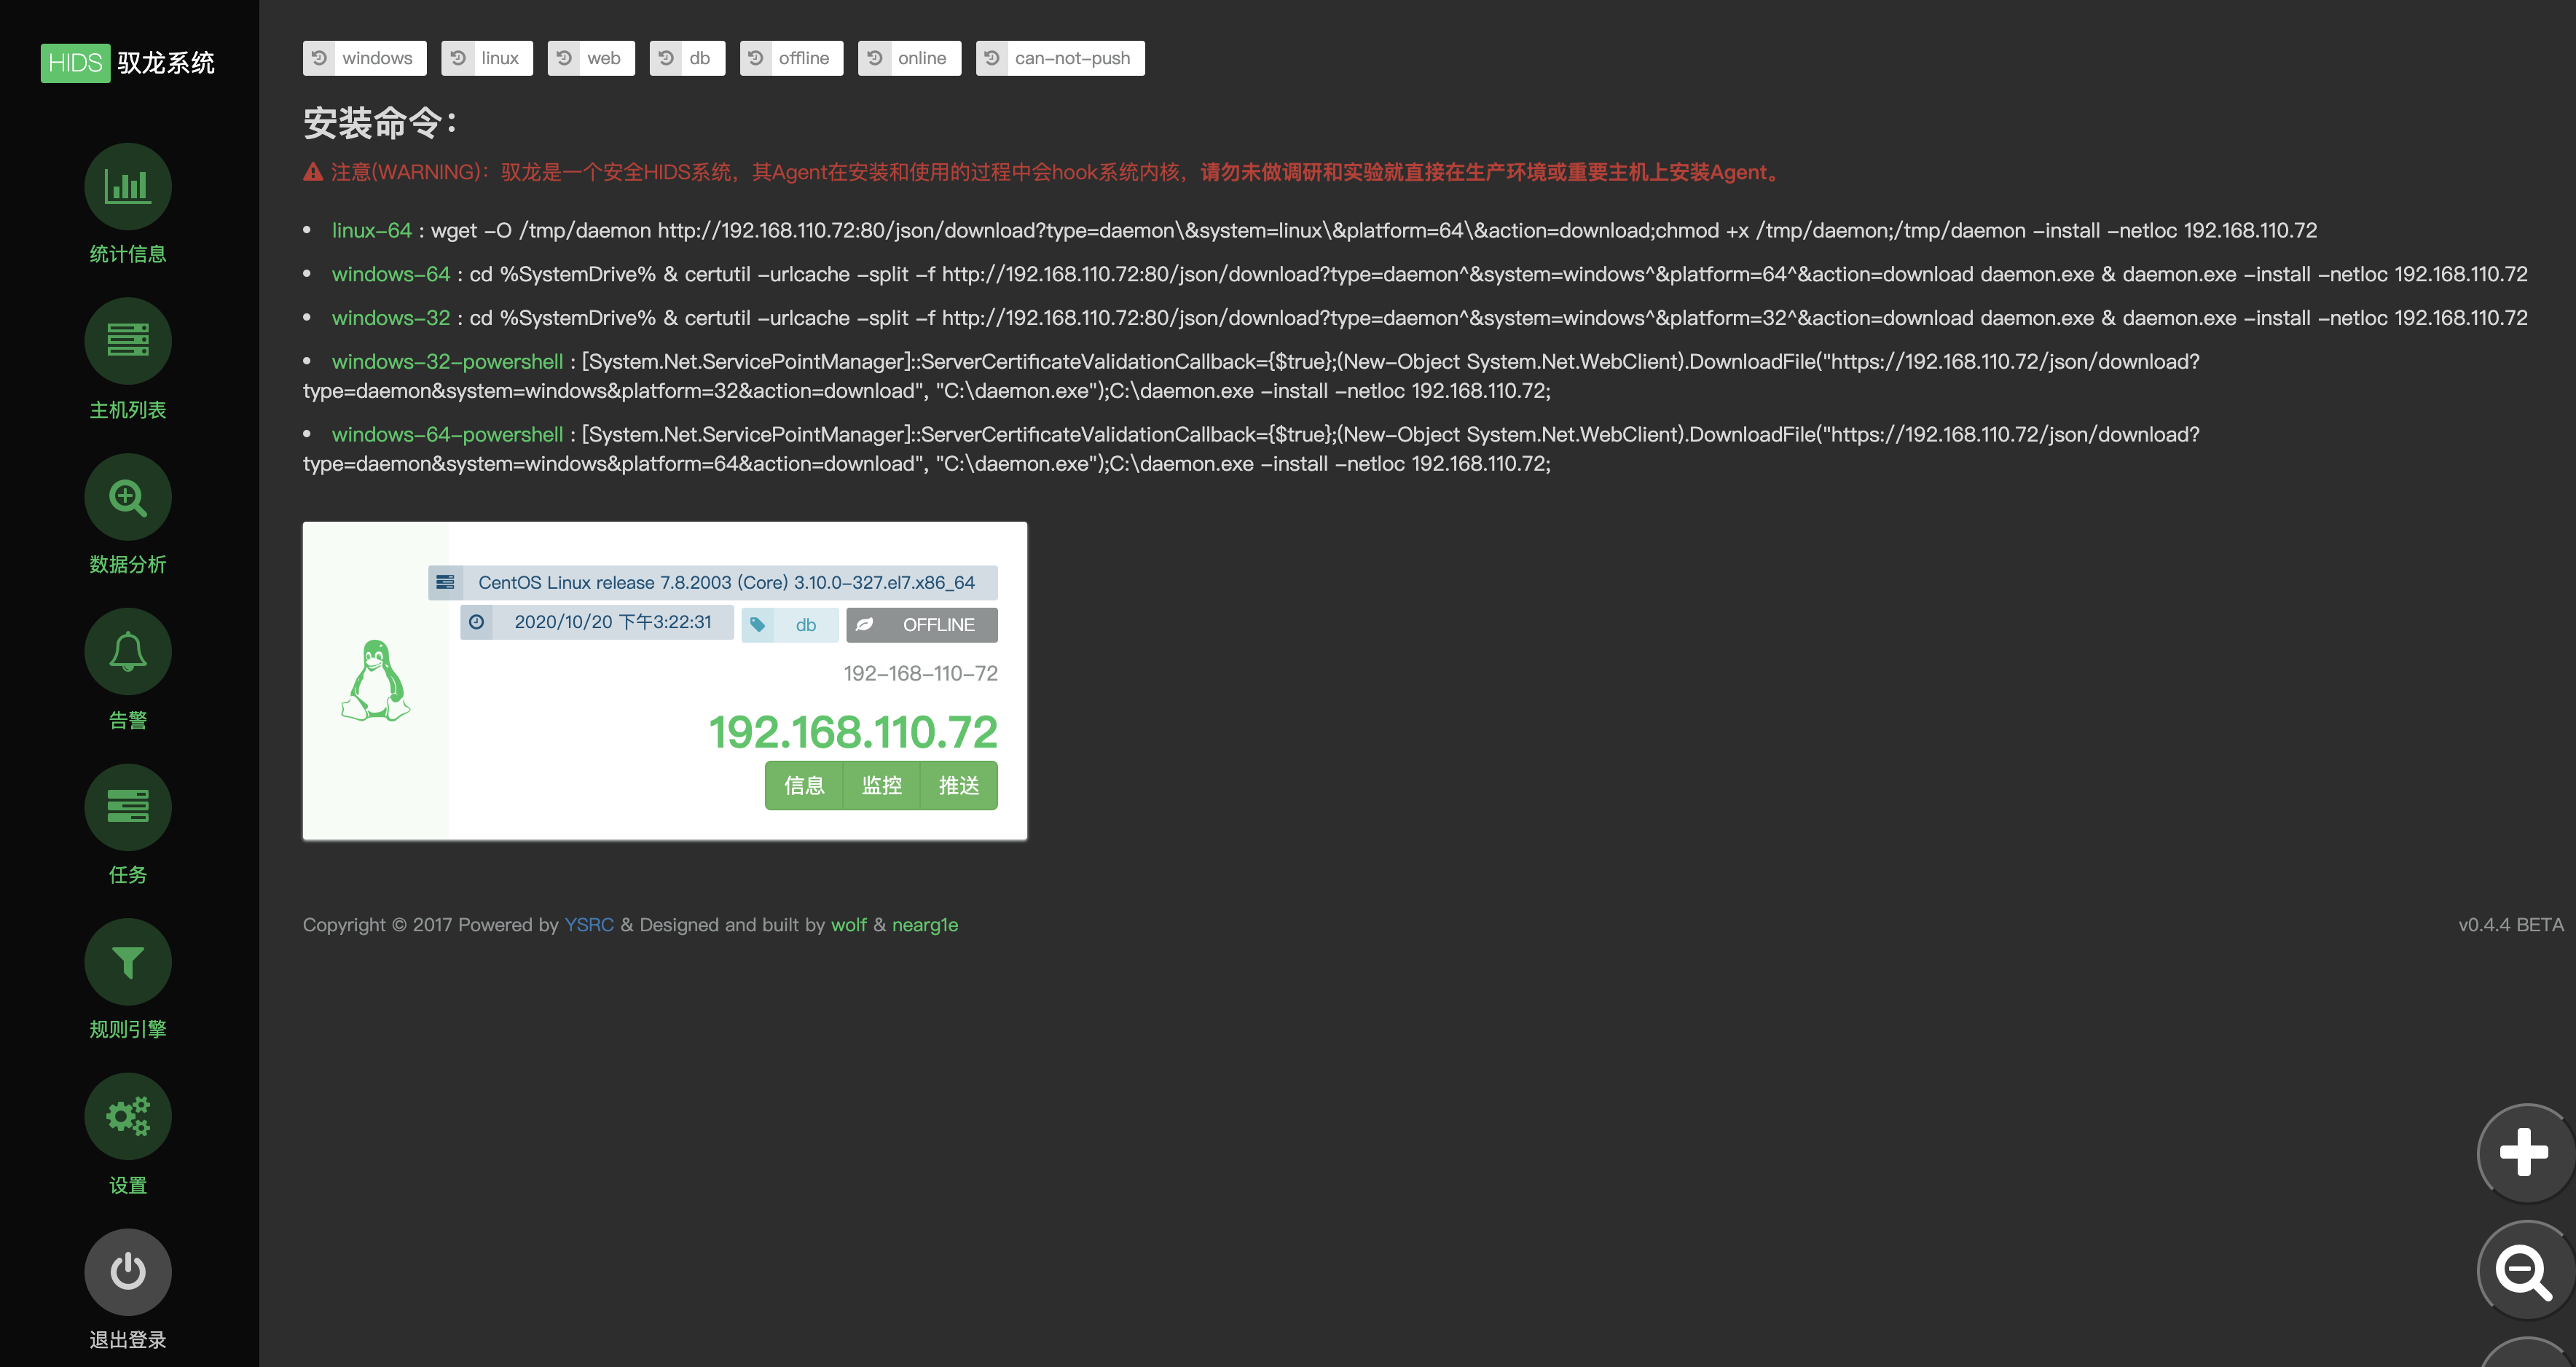 HIDS 驭龙系统
统计信息
主机列表
数据分析
告警
任务
规则引擎
设置
退出登录
windows linux web db offline online can-not-push
安装命令：
注意(WARNING)：驭龙是一个安全HIDS系统，其Agent在安装和使用的过程中会hook系统内核，请勿未做调研和实验就直接在生产环境或重要主机上安装Agent。
linux-64 : wget -O /tmp/daemon http://192.168.110.72:80/json/download?type=daemon\&system=linux\&platform=64\&action=download;chmod +x /tmp/daemon;/tmp/daemon -install -netloc 192.168.110.72
windows-64 : cd %SystemDrive% & certutil -urlcache -split -f http://192.168.110.72:80/json/download?type=daemon^&system=windows^&platform=64^&action=download daemon.exe & daemon.exe -install -netloc 192.168.110.72
windows-32 : cd %SystemDrive% & certutil -urlcache -split -f http://192.168.110.72:80/json/download?type=daemon^&system=windows^&platform=32^&action=download daemon.exe & daemon.exe -install -netloc 192.168.110.72
windows-32-powershell : [System.Net.ServicePointManager]::ServerCertificateValidationCallback={$true};(New-Object System.Net.WebClient).DownloadFile("https://192.168.110.72/json/download?
type=daemon&system=windows&platform=32&action=download", "C:\daemon.exe");C:\daemon.exe -install -netloc 192.168.110.72;
windows-64-powershell : [System.Net.ServicePointManager]::ServerCertificateValidationCallback={$true};(New-Object System.Net.WebClient).DownloadFile("https://192.168.110.72/json/download?
type=daemon&system=windows&platform=64&action=download", "C:\daemon.exe");C:\daemon.exe -install -netloc 192.168.110.72;
CentOS Linux release 7.8.2003 (Core) 3.10.0-327.el7.x86_64
2020/10/20 下午3:22:31 db OFFLINE
192-168-110-72
192.168.110.72
信息 监控 推送
Copyright © 2017 Powered by YSRC & Designed and built by wolf & nearg1e
v0.4.4 BETA